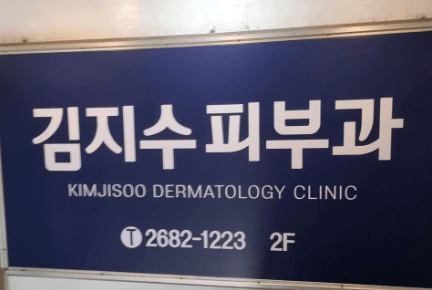 김지수피부과
KIMJISOO DERMATOLOGY CLINIC
Ⓣ 2682-1223 2F